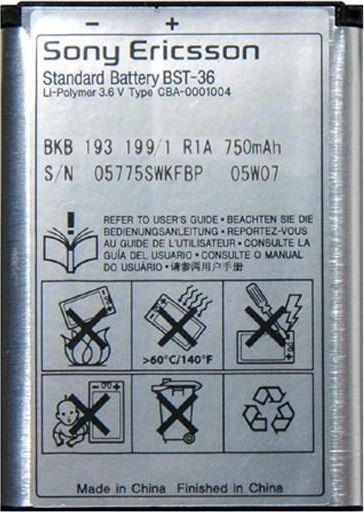 − +
Sony Ericsson
Standard Battery BST-36
Li-Polymer 3.6 V Type CBA-0001004
BKB 193 199/1 R1A 750mAh
S/N 05775SWKFBP 05W07
REFER TO USER'S GUIDE • BEACHTEN SIE DIE
BEDIENUNGSANLEITUNG • REPORTEZ-VOUS
AU GUIDE DE L'UTILISATEUR • CONSULTE LA
GUÍA DEL USUARIO • CONSULTE O MANUAL
DO USUÁRIO • 请参阅用户手册
>60°C/140°F
Made in China Finished in China